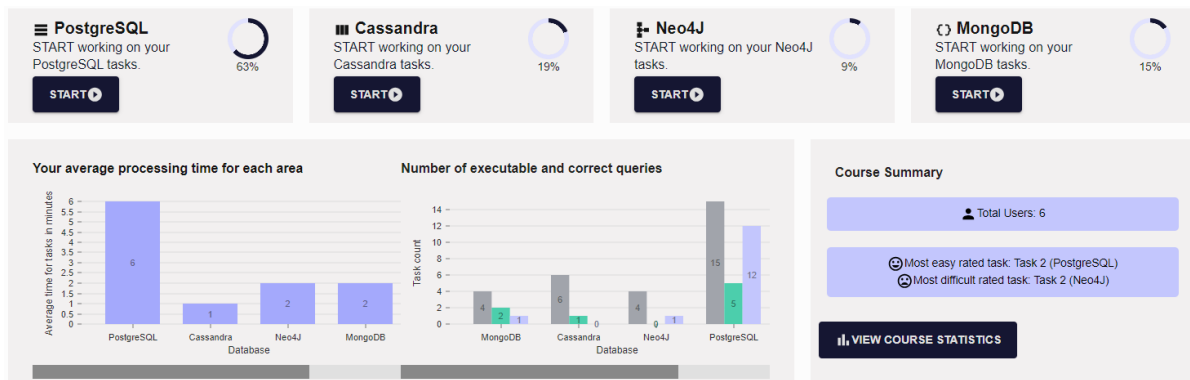 PostgreSQL
START working on your
PostgreSQL tasks.
63%
START
Cassandra
START working on your
Cassandra tasks.
19%
START
Neo4J
START working on your Neo4J
tasks.
9%
START
MongoDB
START working on your
MongoDB tasks.
15%
START
Your average processing time for each area
Average time for tasks in minutes
6
5.5
5
4.5
4
3.5
3
2.5
2
1.5
1
0.5
0
6
1
2
2
PostgreSQL Cassandra Neo4J MongoDB
Database
Number of executable and correct queries
Task count
14
12
10
8
6
4
2
0
4 2 1
6 1 0
4 0 1
15 5 12
MongoDB Cassandra Neo4J PostgreSQL
Database
Course Summary
Total Users: 6
Most easy rated task: Task 2 (PostgreSQL)
Most difficult rated task: Task 2 (Neo4J)
VIEW COURSE STATISTICS